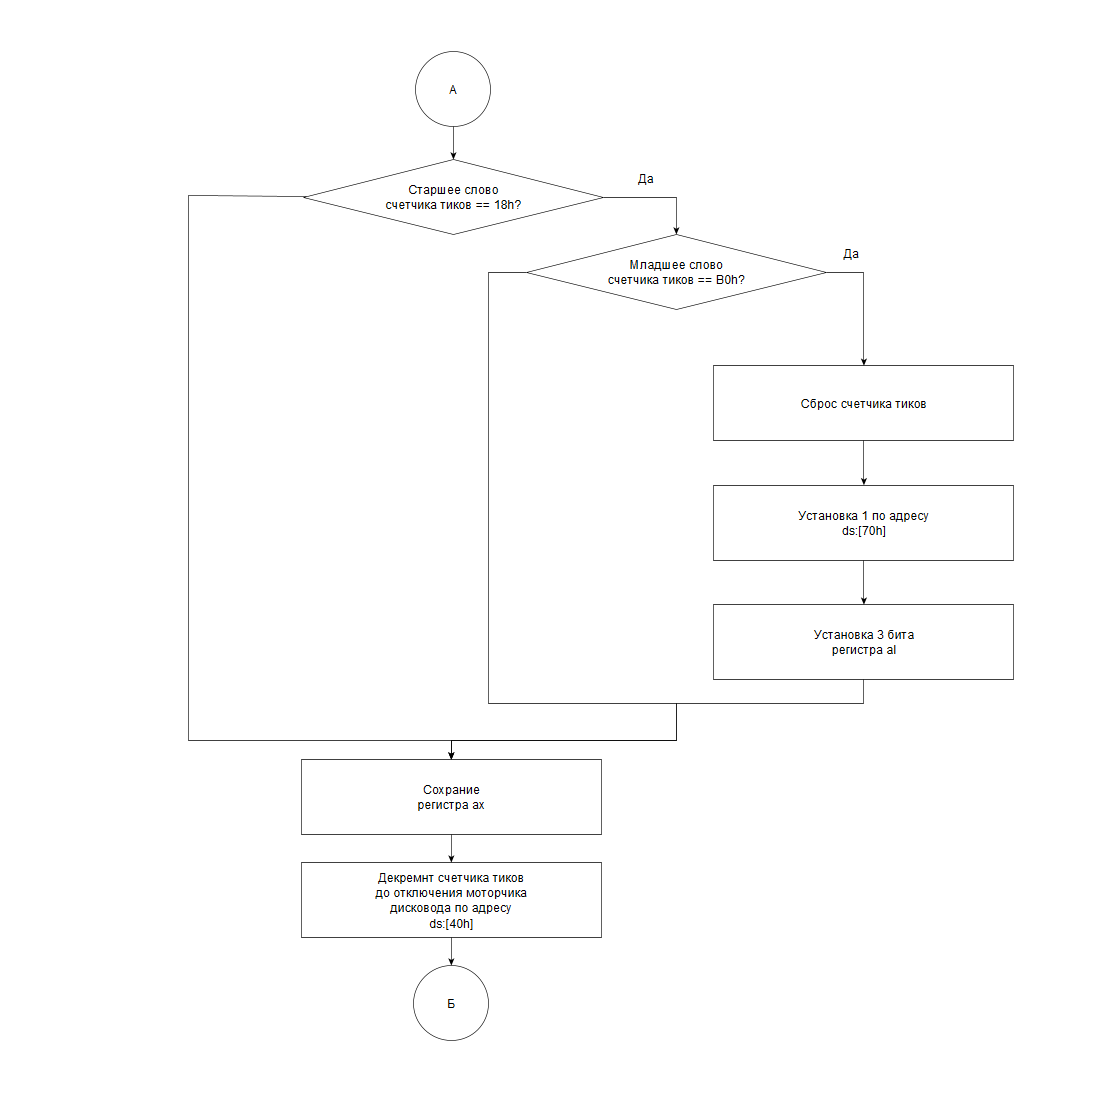 А
Старшее слово
счетчика тиков == 18h?
Да
Младшее слово
счетчика тиков == B0h?
Да
Сброс счетчика тиков
Установка 1 по адресу
ds:[70h]
Установка 3 бита
регистра al
Сохрание
регистра ax
Декремнт счетчика тиков
до отключения моторчика
дисковода по адресу
ds:[40h]
Б